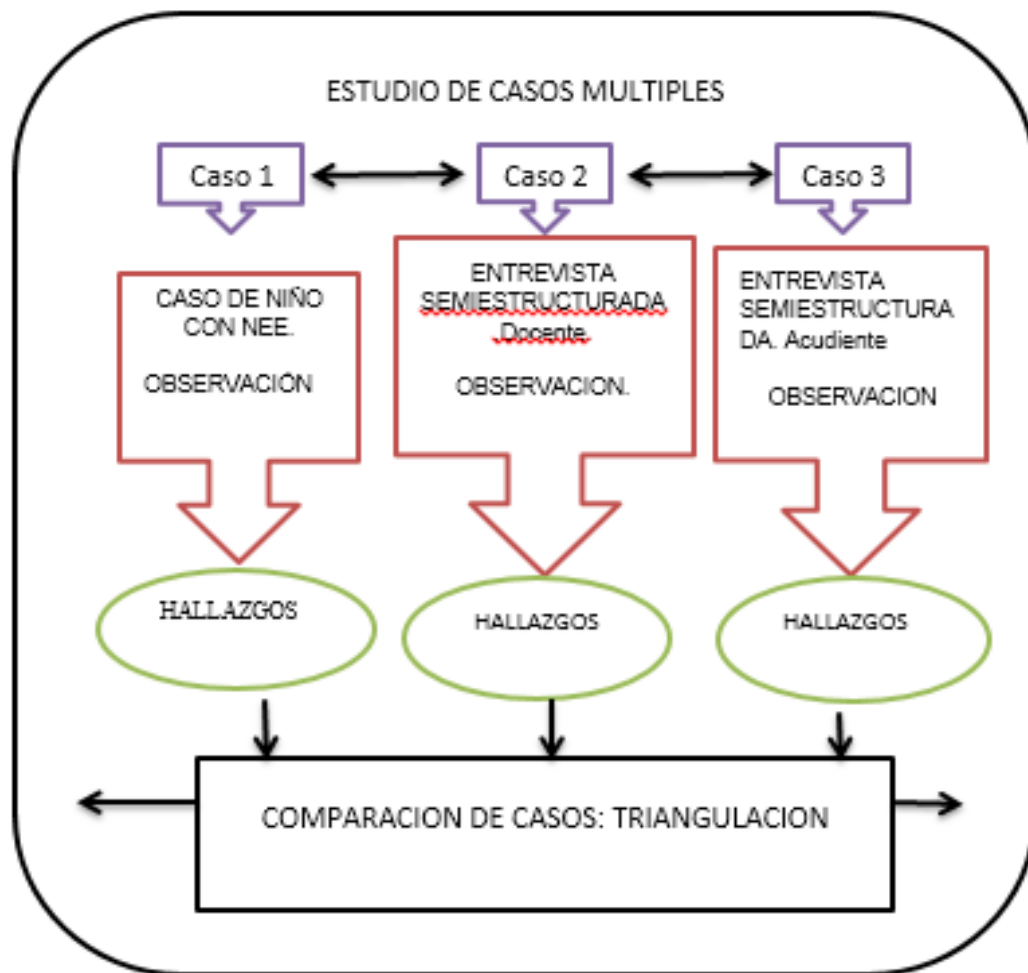 ESTUDIO DE CASOS MULTIPLES
Caso 1
Caso 2
Caso 3
CASO DE NIÑO
CON NEE.
OBSERVACIÓN
ENTREVISTA
SEMIESTRUCTURADA
Docente.
OBSERVACION.
ENTREVISTA
SEMIESTRUCTURA
DA. Acudiente
OBSERVACION
HALLAZGOS
HALLAZGOS
HALLAZGOS
COMPARACION DE CASOS: TRIANGULACION